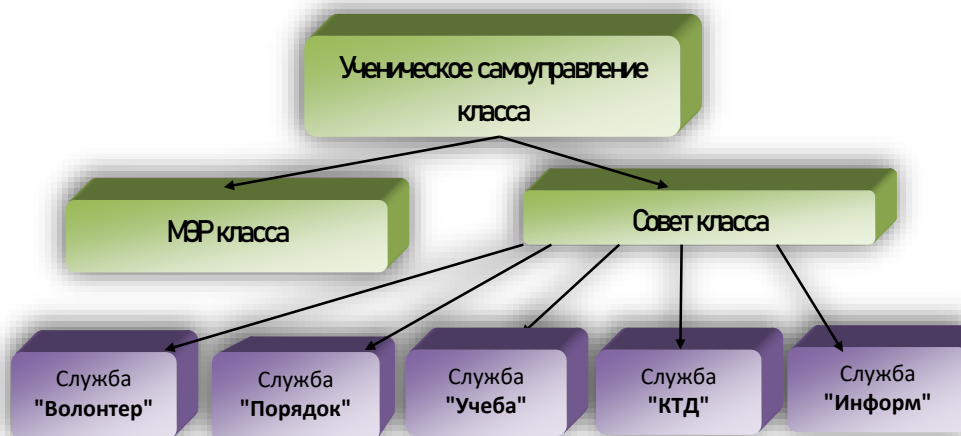 Ученическое самоуправление
класса
МЭР класса
Совет класса
Служба
"Волонтер"
Служба
"Порядок"
Служба
"Учеба"
Служба
"КТД"
Служба
"Информ"